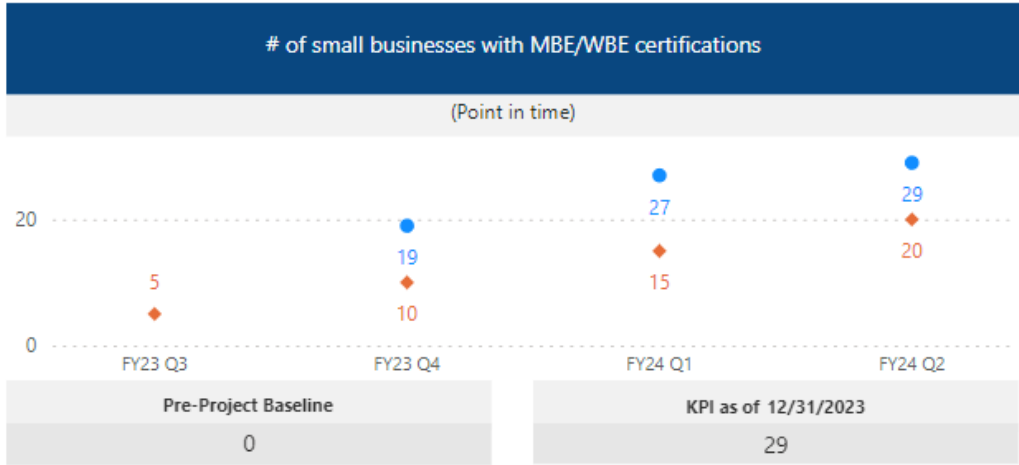 # of small businesses with MBE/WBE certifications
(Point in time)
29
27
20
19
20
5
15
10
0
FY23 Q3 FY23 Q4 FY24 Q1 FY24 Q2
Pre-Project Baseline KPI as of 12/31/2023
0 29